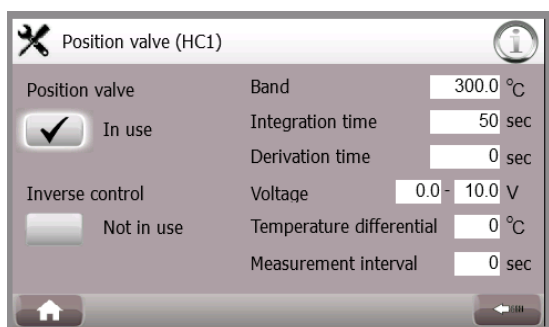 Position valve (HC1)
Position valve
In use
Inverse control
Not in use
Band 300.0 °C
Integration time 50 sec
Derivation time 0 sec
Voltage 0.0 - 10.0 V
Temperature differential 0 °C
Measurement interval 0 sec